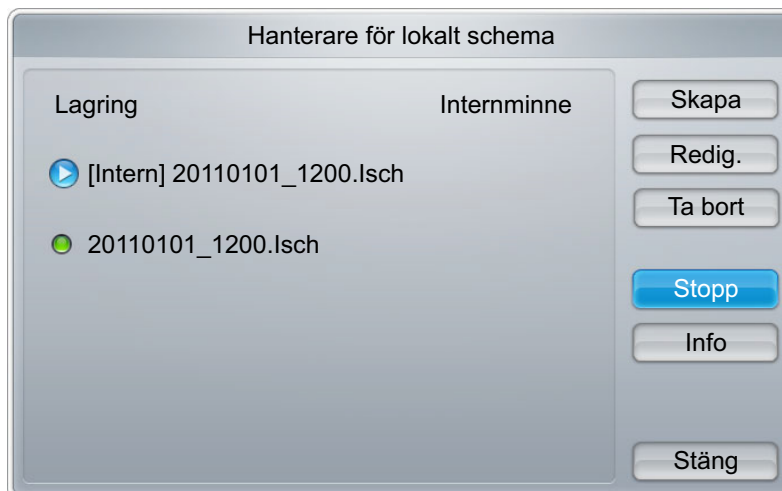 Hanterare för lokalt schema
Lagring Internminne
[Intern] 20110101_1200.lsch
20110101_1200.lsch
Skapa
Redig.
Ta bort
Stopp
Info
Stäng